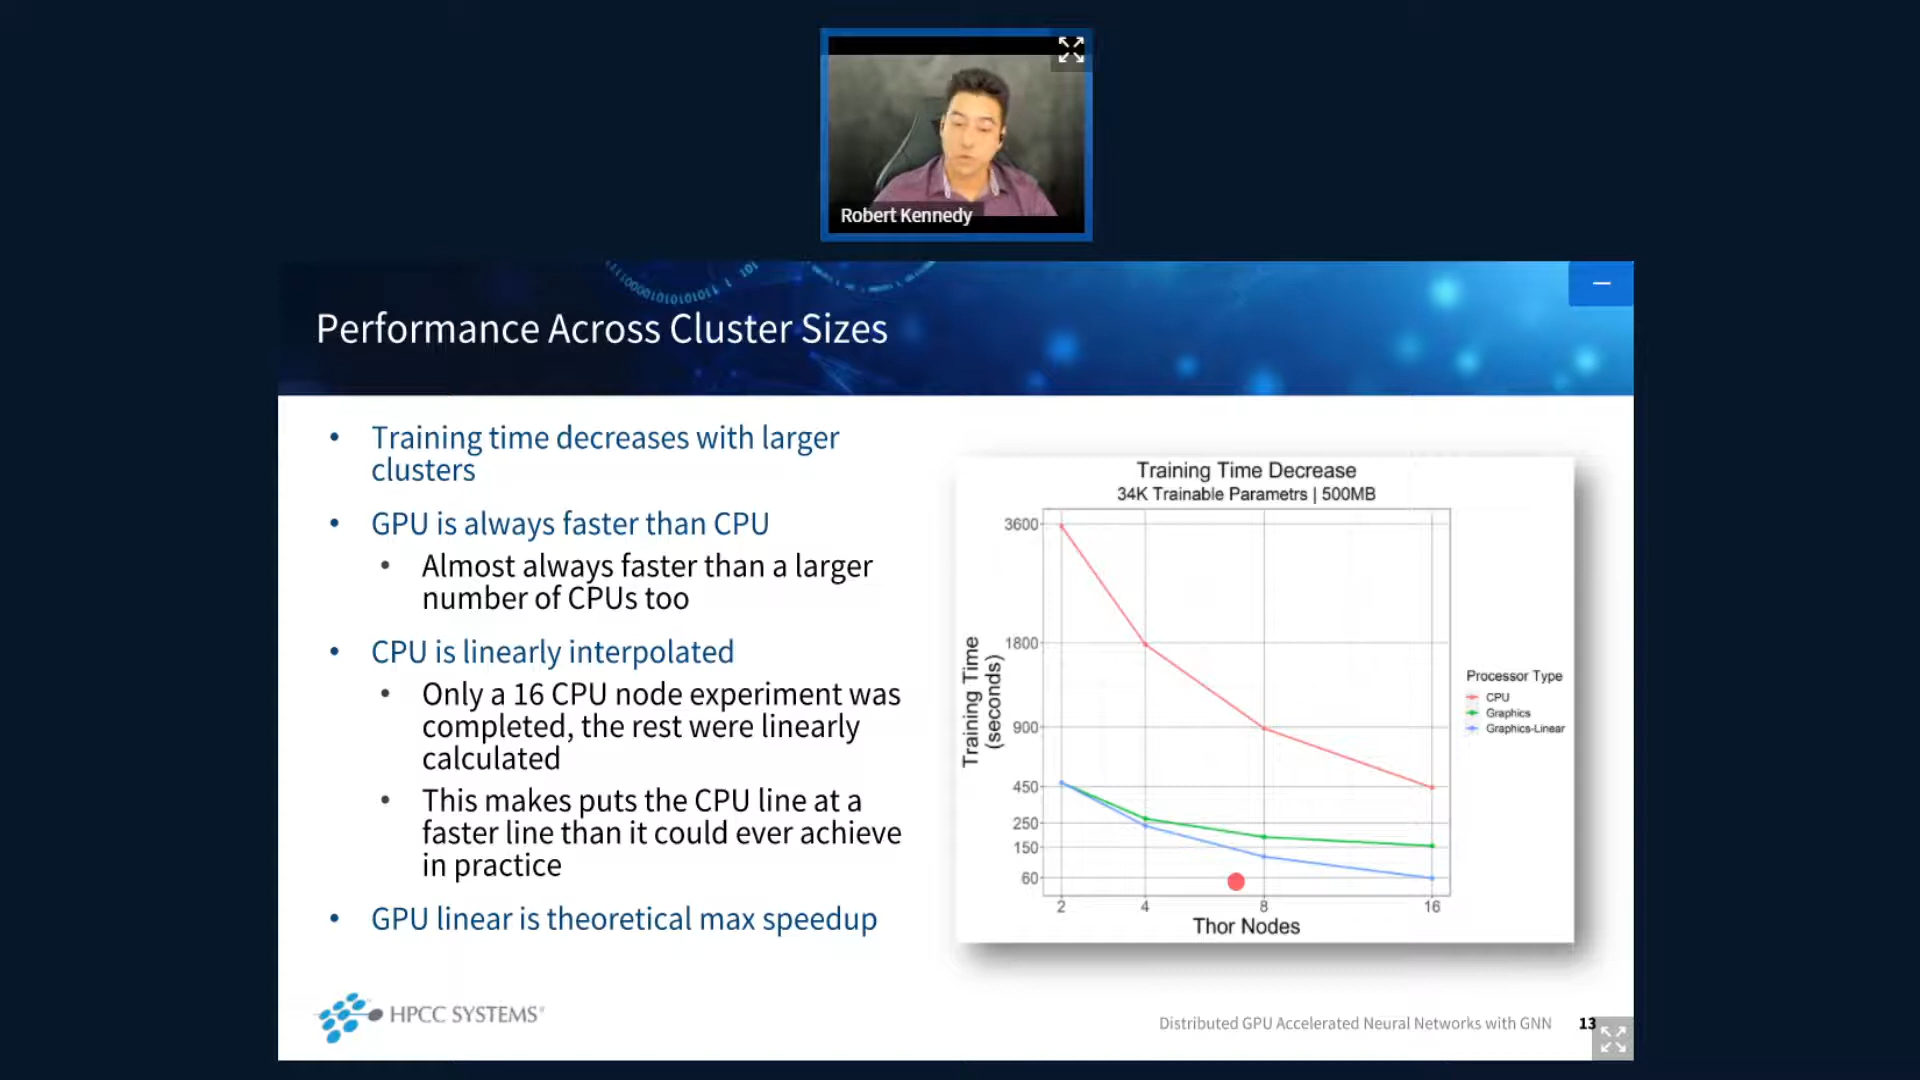 Robert Kennedy
Performance Across Cluster Sizes
• Training time decreases with larger
clusters
• GPU is always faster than CPU
• Almost always faster than a larger
number of CPUs too
• CPU is linearly interpolated
• Only a 16 CPU node experiment was
completed, the rest were linearly
calculated
• This makes puts the CPU line at a
faster line than it could ever achieve
in practice
• GPU linear is theoretical max speedup
Training Time Decrease
34K Trainable Parametrs | 500MB
3600
1800
900
450
250
150
60
Training Time
(seconds)
2 4 8 16
Thor Nodes
Processor Type
CPU
Graphics
Graphics-Linear
HPCC SYSTEMS®
Distributed GPU Accelerated Neural Networks with GNN 13